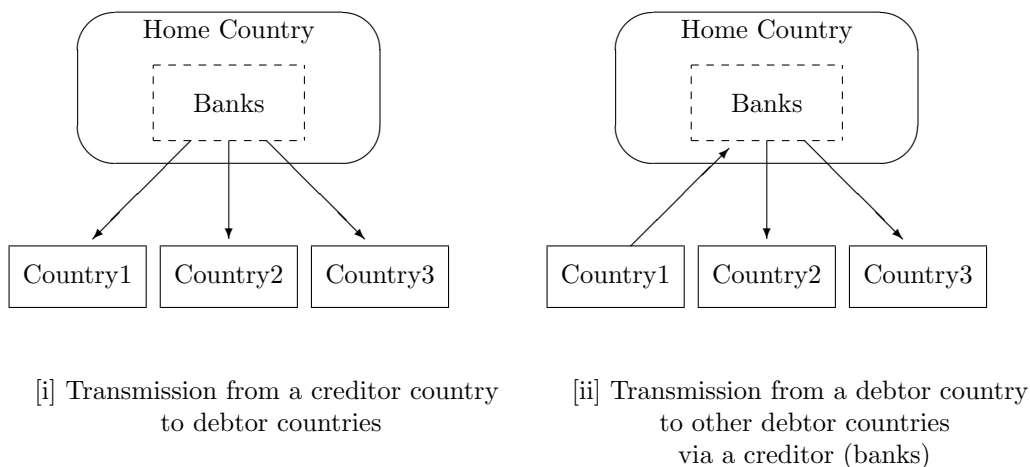 Home Country
Banks
Country1 Country2 Country3
[i] Transmission from a creditor country
to debtor countries
Home Country
Banks
Country1 Country2 Country3
[ii] Transmission from a debtor country
to other debtor countries
via a creditor (banks)